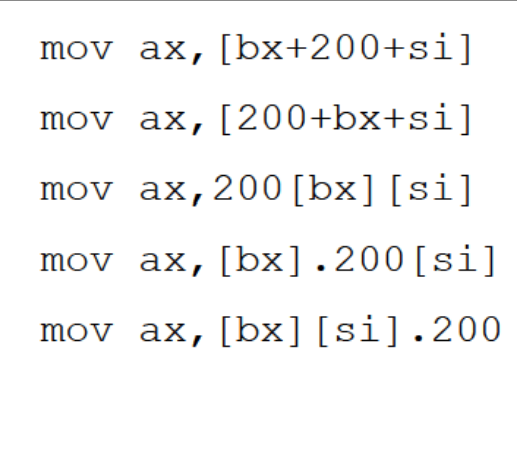 mov ax,[bx+200+si]
mov ax,[200+bx+si]
mov ax,200[bx][si]
mov ax,[bx].200[si]
mov ax,[bx][si].200